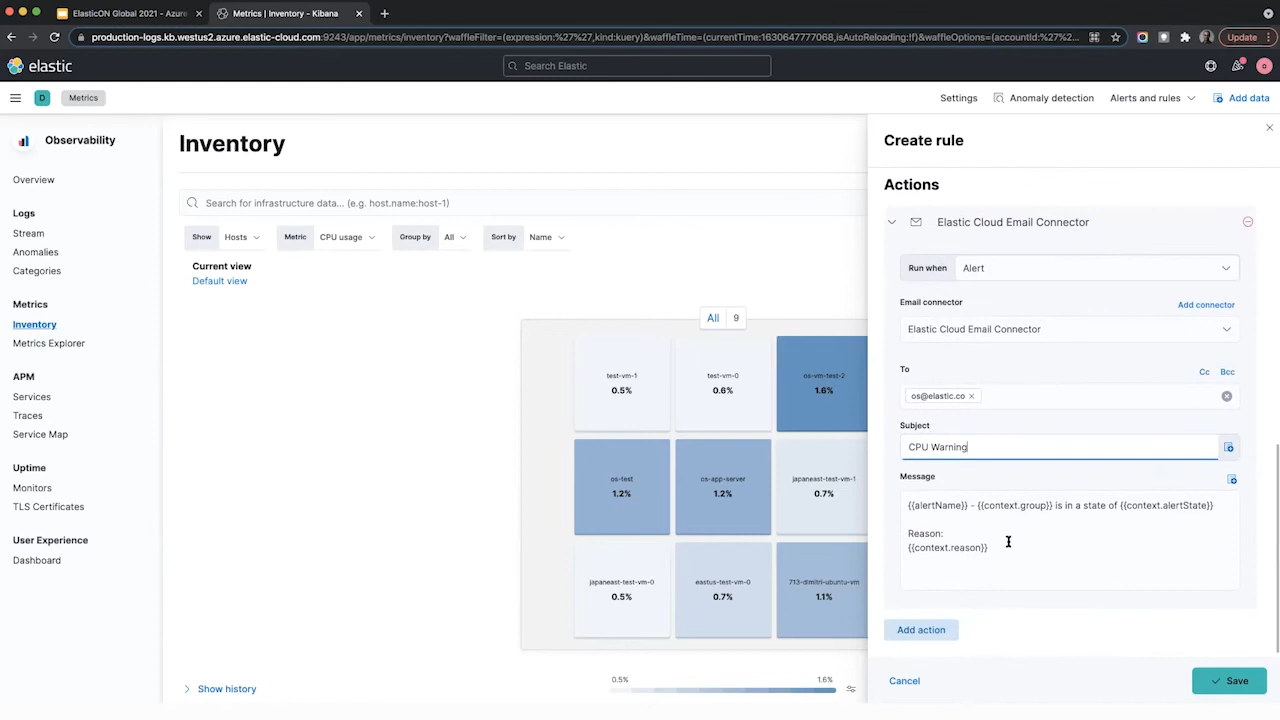 ElasticON Global 2021 - Azure
Metrics | Inventory - Kibana
production-logs.kb.westus2.azure.elastic-cloud.com:9243/app/metrics/inventory?waffleFilter=(expression:%27%27,kind:kuery)&waffleTime=(currentTime:1630647777068,isAutoReloading:!f)&waffleOptions=(accountId:%27%2...
Update
elastic
Search Elastic
D
Metrics
Settings
Anomaly detection
Alerts and rules
Add data
Observability
Overview
Logs
Stream
Anomalies
Categories
Metrics
Inventory
Metrics Explorer
APM
Services
Traces
Service Map
Uptime
Monitors
TLS Certificates
User Experience
Dashboard
Inventory
Search for infrastructure data... (e.g. host.name:host-1)
Show Hosts
Metric CPU usage
Group by All
Sort by Name
Current view
Default view
All 9
test-vm-1
0.5%
test-vm-0
0.6%
os-vm-test-2
1.6%
os-test
1.2%
os-app-server
1.2%
japaneast-test-vm-1
0.7%
japaneast-test-vm-0
0.5%
eastus-test-vm-0
0.7%
713-dimitri-ubuntu-vm
1.1%
Show history
0.5%
1.6%
Create rule
Actions
Elastic Cloud Email Connector
Run when Alert
Email connector
Add connector
Elastic Cloud Email Connector
To
Cc Bcc
os@elastic.co
Subject
CPU Warning
Message
{{alertName}} - {{context.group}} is in a state of {{context.alertState}}
Reason:
{{context.reason}}
Add action
Cancel
Save